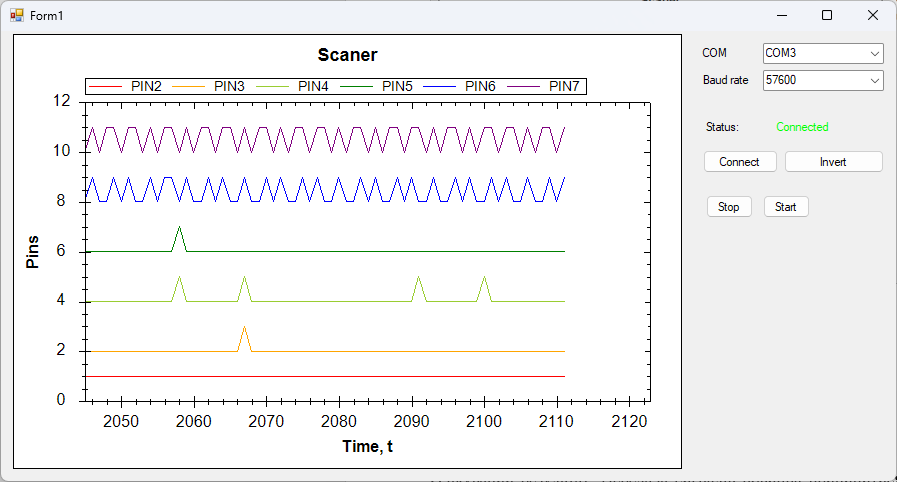 Form1
Scaner
PIN2 PIN3 PIN4 PIN5 PIN6 PIN7
12
10
8
6
4
2
0
Pins
2050 2060 2070 2080 2090 2100 2110 2120
Time, t
COM COM3
Baud rate 57600
Status: Connected
Connect Invert
Stop Start